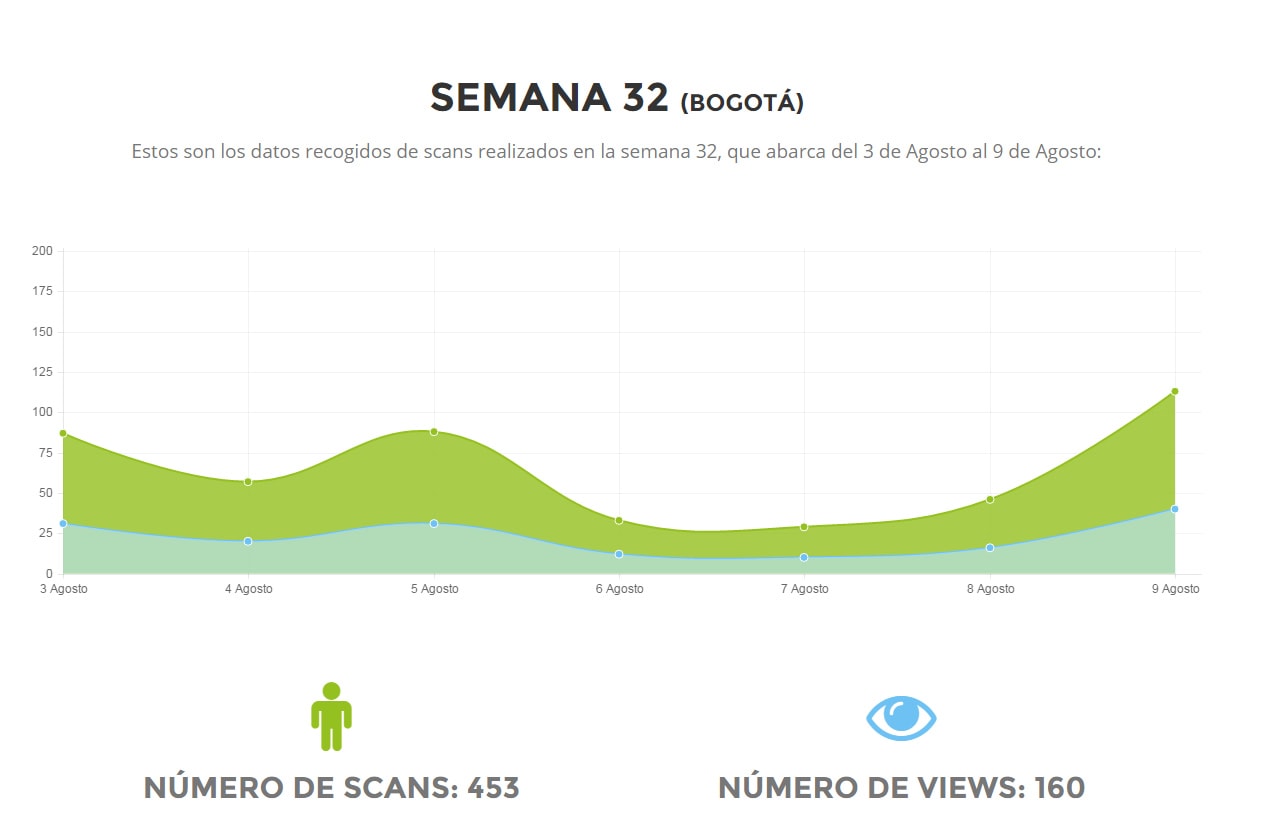 SEMANA 32 (BOGOTÁ)
Estos son los datos recogidos de scans realizados en la semana 32, que abarca del 3 de Agosto al 9 de Agosto:
200
175
150
125
100
75
50
25
0
3 Agosto 4 Agosto 5 Agosto 6 Agosto 7 Agosto 8 Agosto 9 Agosto
NÚMERO DE SCANS: 453 NÚMERO DE VIEWS: 160